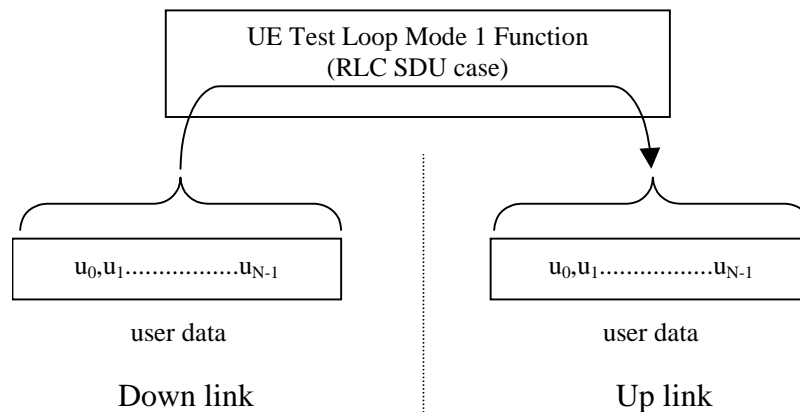 UE Test Loop Mode 1 Function
(RLC SDU case)
u0,u1..................uN-1
u0,u1..................uN-1
user data
user data
Down link
Up link